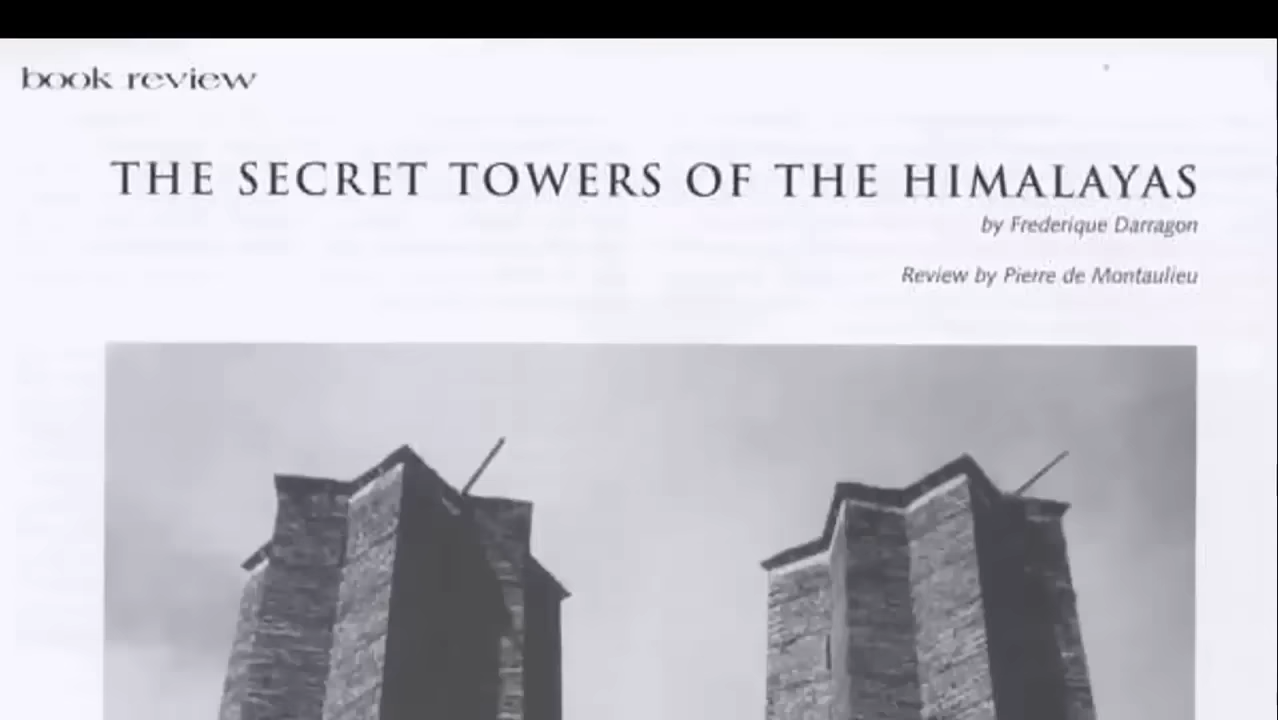 book review
THE SECRET TOWERS OF THE HIMALAYAS
by Frederique Darragon
Review by Pierre de Montaulieu